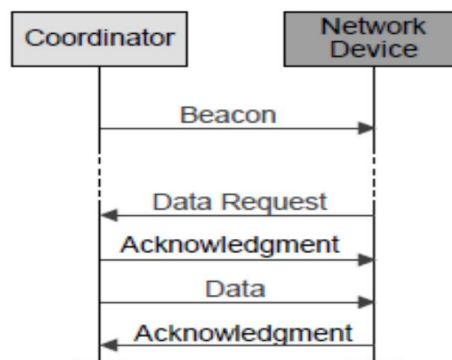 Coordinator
Network
Device
Beacon
Data Request
Acknowledgment
Data
Acknowledgment